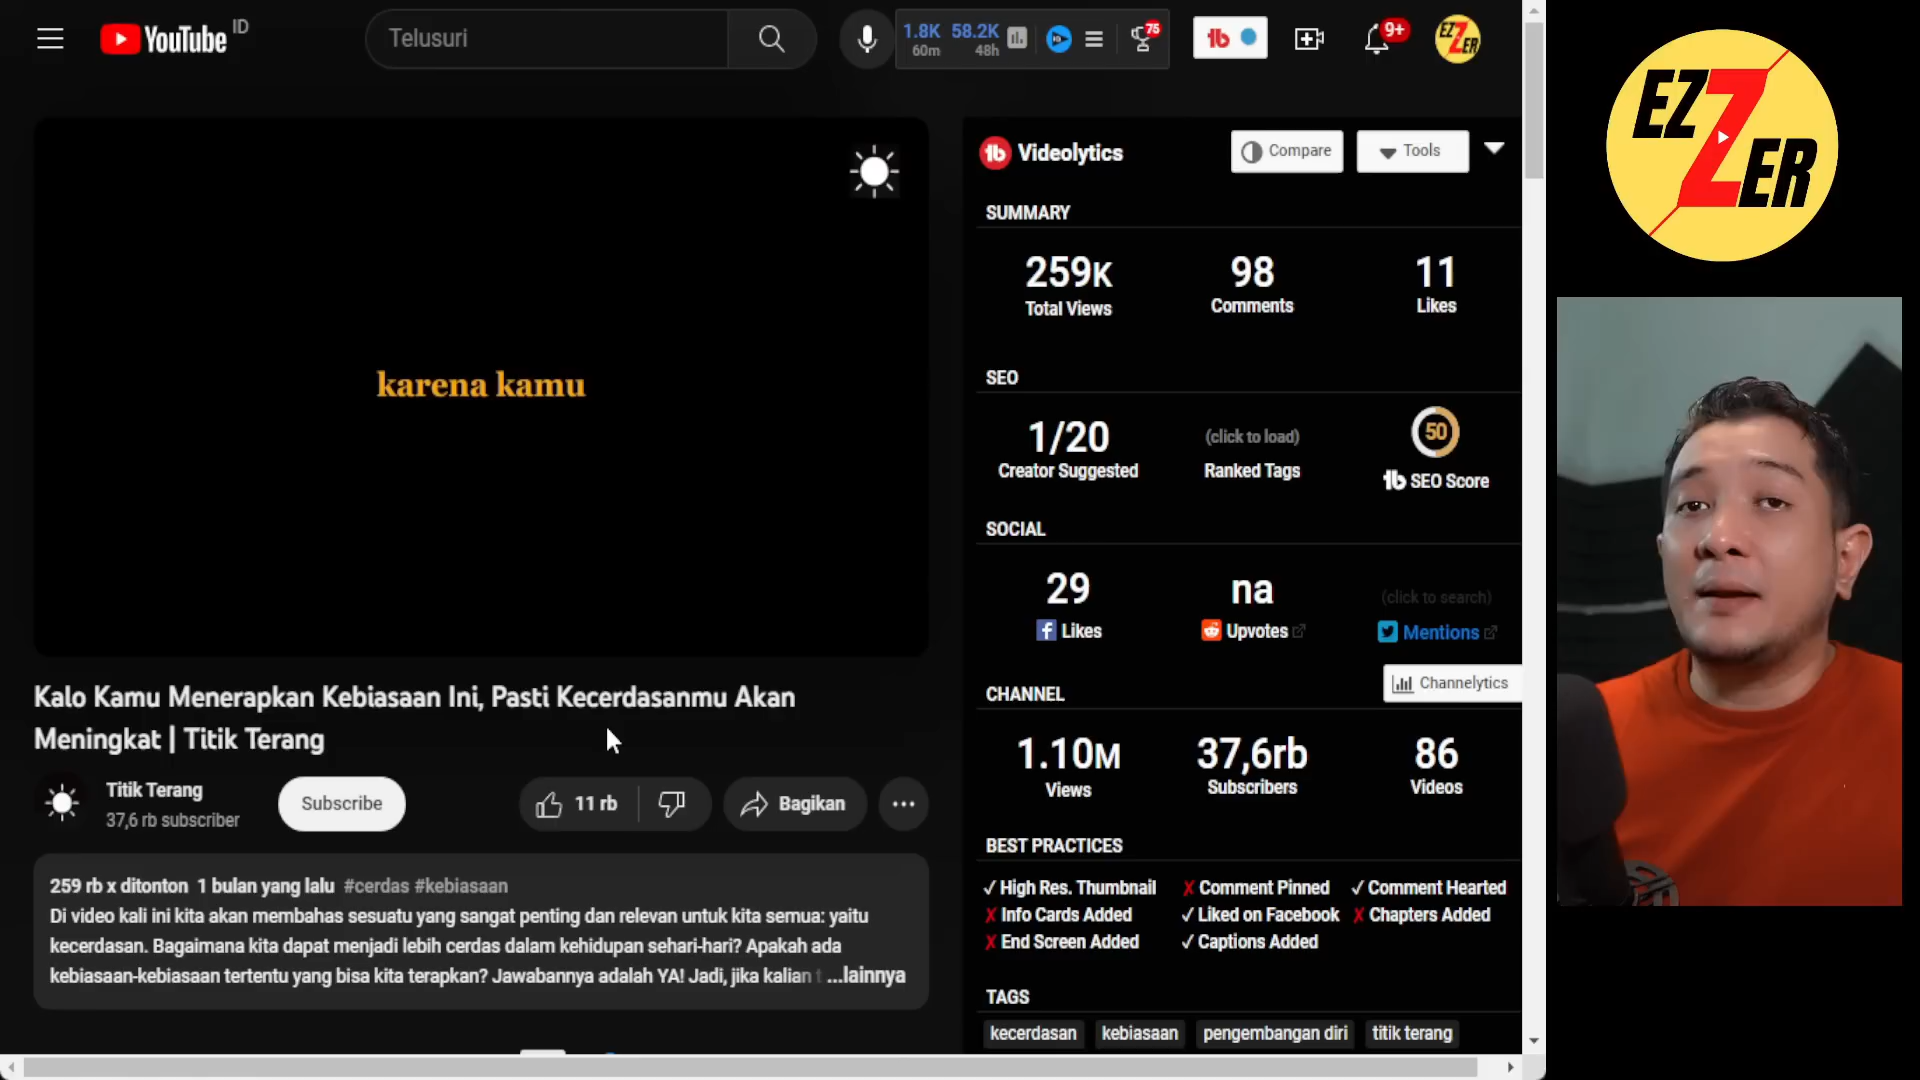 YouTube ID
Telusuri
1.8K 58.2K
60m 48h
75
9+
EZZER
EZZER
karena kamu
Videolytics
Compare
Tools
SUMMARY
259K 98 11
Total Views Comments Likes
SEO
1/20 (click to load) 50
Creator Suggested Ranked Tags SEO Score
SOCIAL
29 na (click to search)
Likes Upvotes Mentions
Channelytics
CHANNEL
1.10M 37,6rb 86
Views Subscribers Videos
BEST PRACTICES
✓ High Res. Thumbnail ✗ Comment Pinned ✓ Comment Hearted
✗ Info Cards Added ✓ Liked on Facebook ✗ Chapters Added
✗ End Screen Added ✓ Captions Added
TAGS
kecerdasan kebiasaan pengembangan diri titik terang
Kalo Kamu Menerapkan Kebiasaan Ini, Pasti Kecerdasanmu Akan
Meningkat | Titik Terang
Titik Terang
37,6 rb subscriber
Subscribe
11 rb
Bagikan
259 rb x ditonton 1 bulan yang lalu #cerdas #kebiasaan
Di video kali ini kita akan membahas sesuatu yang sangat penting dan relevan untuk kita semua: yaitu
kecerdasan. Bagaimana kita dapat menjadi lebih cerdas dalam kehidupan sehari-hari? Apakah ada
kebiasaan-kebiasaan tertentu yang bisa kita terapkan? Jawabannya adalah YA! Jadi, jika kalian t ...lainnya